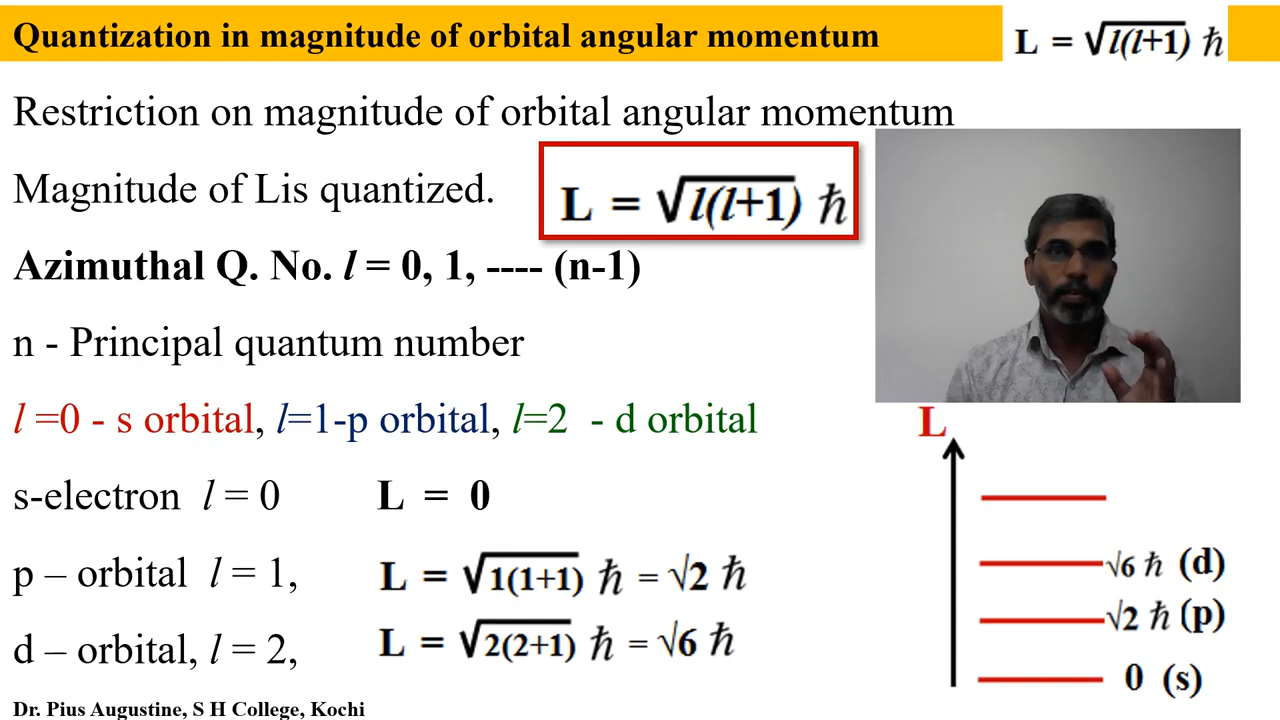 Quantization in magnitude of orbital angular momentum
L = √l(l+1) ℏ
Restriction on magnitude of orbital angular momentum
Magnitude of Lis quantized.
L = √l(l+1) ℏ
Azimuthal Q. No. l = 0, 1, ---- (n-1)
n - Principal quantum number
l =0 - s orbital, l=1-p orbital, l=2 - d orbital
s-electron l = 0 L = 0
p – orbital l = 1, L = √1(1+1) ℏ = √2 ℏ
d – orbital, l = 2, L = √2(2+1) ℏ = √6 ℏ
L
√6 ℏ (d)
√2 ℏ (p)
0 (s)
Dr. Pius Augustine, S H College, Kochi